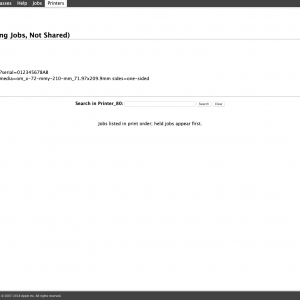 asses Help Jobs Printers
ng Jobs, Not Shared)
?serial=012345678AB
media=om_x-72-mmy-210-mm_71.97x209.9mm sides=one-sided
Search in Printer_80: Search Clear
Jobs listed in print order; held jobs appear first.
© 2007-2018 Apple Inc. All rights reserved.